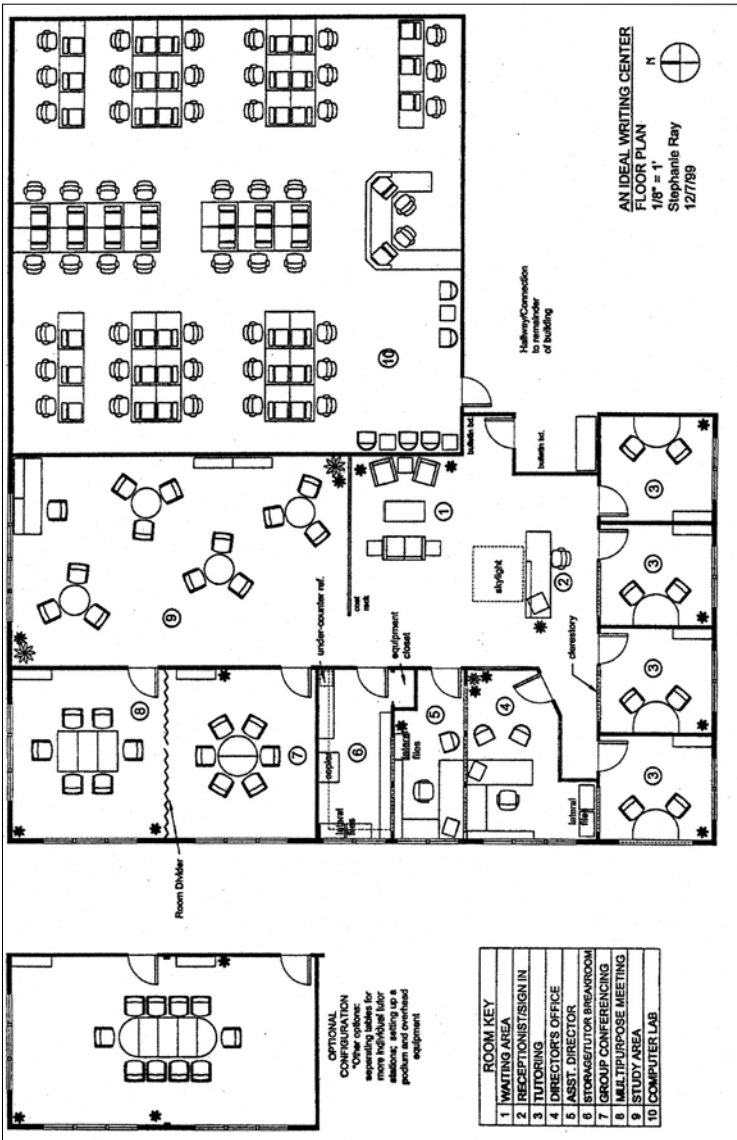 AN IDEAL WRITING CENTER
FLOOR PLAN
1/8" = 1'
Stephanie Ray
12/7/99
N
Hallway/Connection
to remainder
of building
10
bulletin bd.
bulletin bd.
1
coat
rack
skylight
2
clerestory
3
3
3
3
9
under-counter ref.
equipment
closet
8
7
6
copier
lateral
files
5
lateral
files
4
lateral
files
Room Divider
OPTIONAL
CONFIGURATION
*Other options:
separating tables for
more individual tutor
stations; setting up a
podium and overhead
equipment
ROOM KEY
1 WAITING AREA
2 RECEPTIONIST/SIGN IN
3 TUTORING
4 DIRECTOR'S OFFICE
5 ASST. DIRECTOR
6 STORAGE/TUTOR BREAKROOM
7 GROUP CONFERENCING
8 MULTIPURPOSE MEETING
9 STUDY AREA
10 COMPUTER LAB